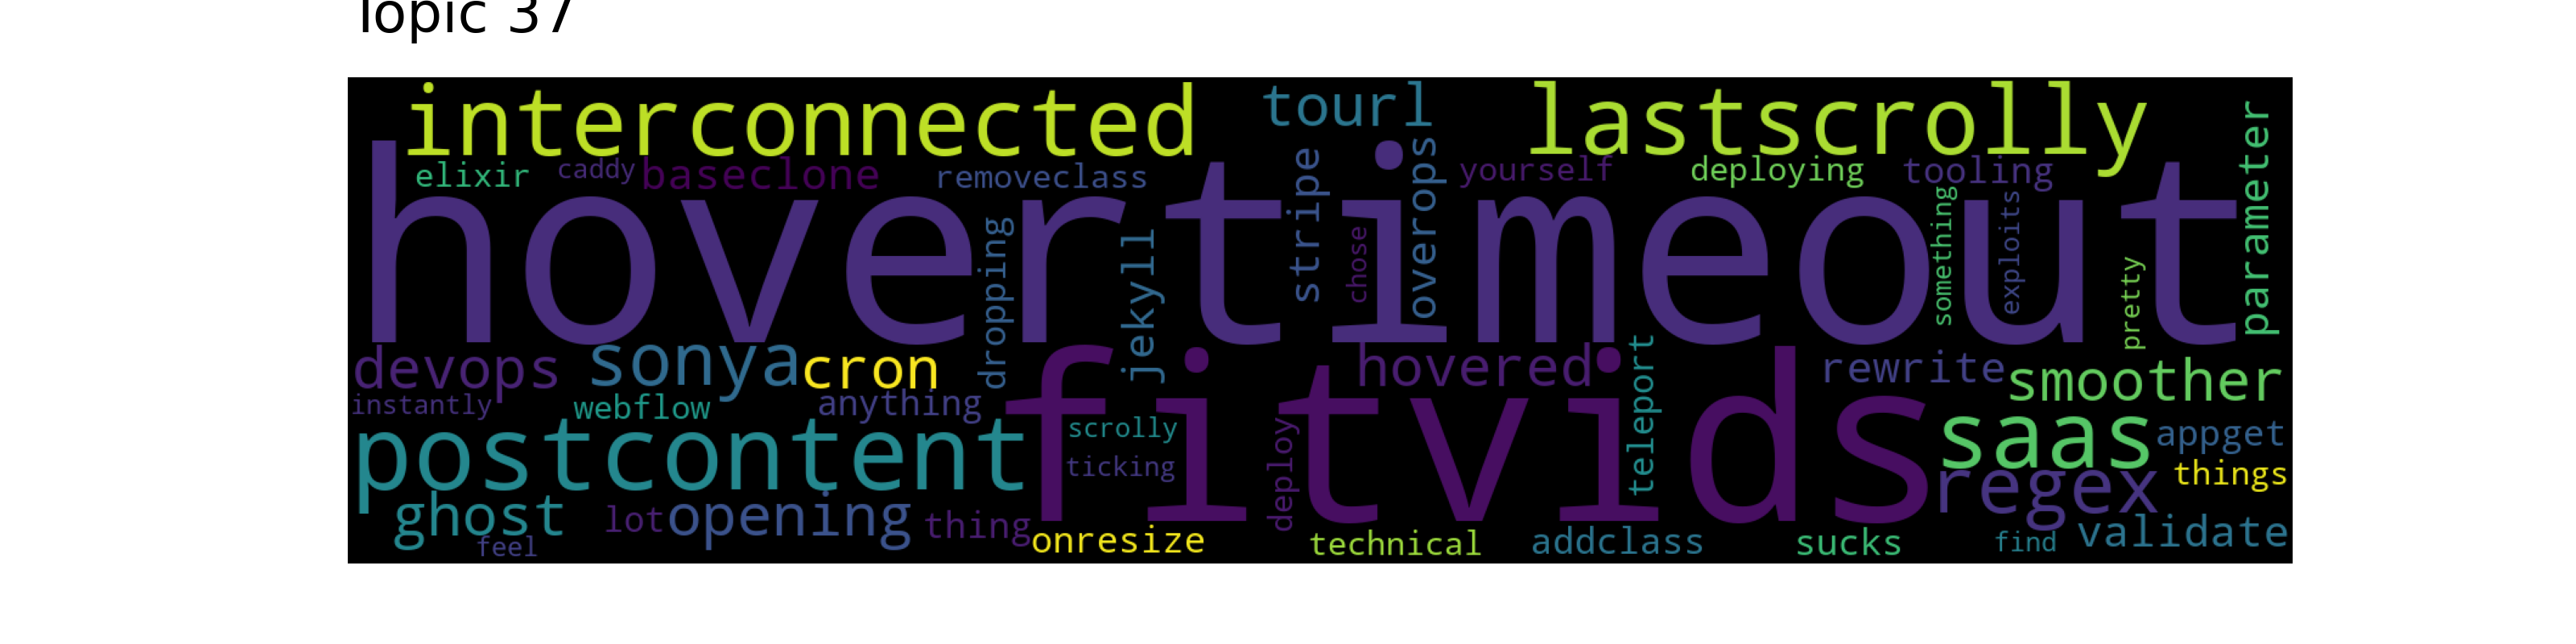 Topic 37
interconnected
tourl
lastscrolly
parameter
elixir
caddy
baseclone
removeclass
stripe
overops
yourself
deploying
tooling
hovertimeout
dropping
jekyll
chose
something
exploits
pretty
devops
sonya
cron
hovered
teleport
rewrite
smoother
instantly
webflow
anything
fitvids
postcontent
scrolly
ticking
deploy
saas
appget
regex
things
ghost
lot
opening
thing
feel
onresize
technical
addclass
sucks
find
validate